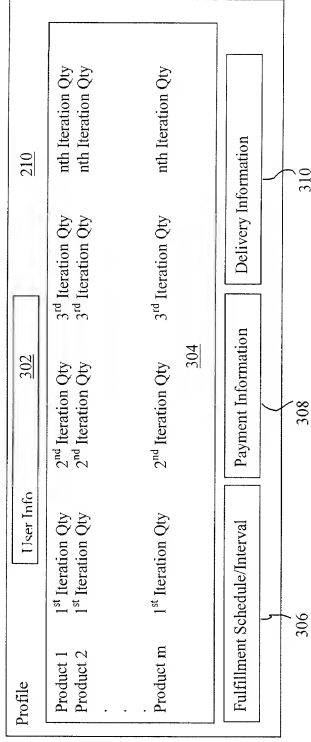 Profile
User Info 302
210
Product 1 1st Iteration Qty 2nd Iteration Qty 3rd Iteration Qty nth Iteration Qty
Product 2 1st Iteration Qty 2nd Iteration Qty 3rd Iteration Qty nth Iteration Qty
.
.
.
Product m 1st Iteration Qty 2nd Iteration Qty 3rd Iteration Qty nth Iteration Qty
304
Fulfillment Schedule/Interval
Payment Information
Delivery Information
306
308
310